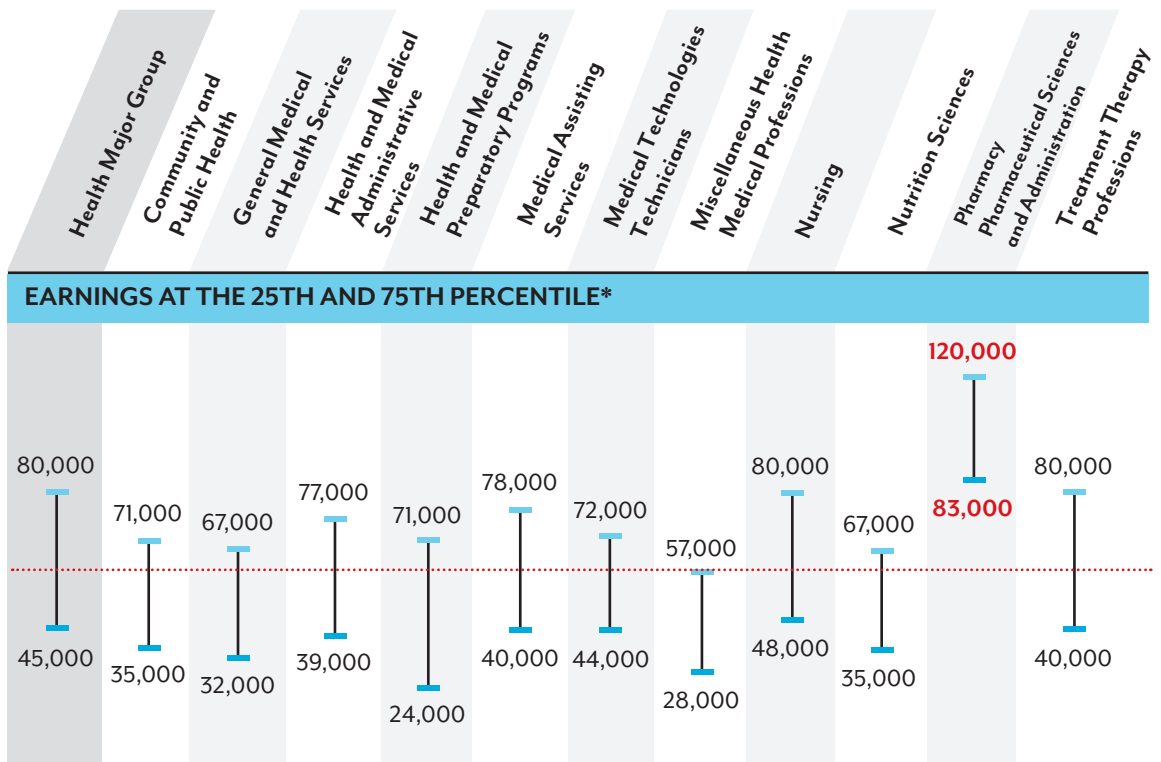 Health Major Group
Community and
Public Health
General Medical
and Health Services
Health and Medical
Administrative
Services
Health and Medical
Preparatory Programs
Medical Assisting
Services
Medical Technologies
Technicians
Miscellaneous Health
Medical Professions
Nursing
Nutrition Sciences
Pharmacy
Pharmaceutical Sciences
and Administration
Treatment Therapy
Professions
EARNINGS AT THE 25TH AND 75TH PERCENTILE*
80,000
45,000
71,000
35,000
67,000
32,000
77,000
39,000
71,000
24,000
78,000
40,000
72,000
44,000
57,000
28,000
80,000
48,000
67,000
35,000
120,000
83,000
80,000
40,000